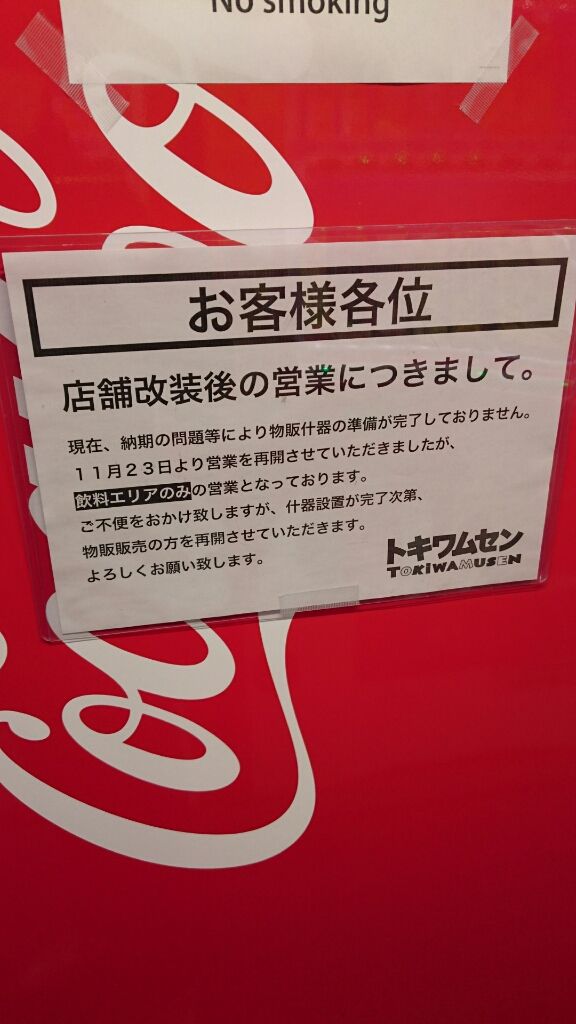 No smoking
お客様各位
店舗改装後の営業につきまして。
現在、納期の問題等により物販什器の準備が完了しておりません。
11月23日より営業を再開させていただきましたが、
飲料エリアのみの営業となっております。
ご不便をおかけ致しますが、什器設置が完了次第、
物販販売の方を再開させていただきます。
よろしくお願い致します。
トキワムセン
TOKIWAMUSEN